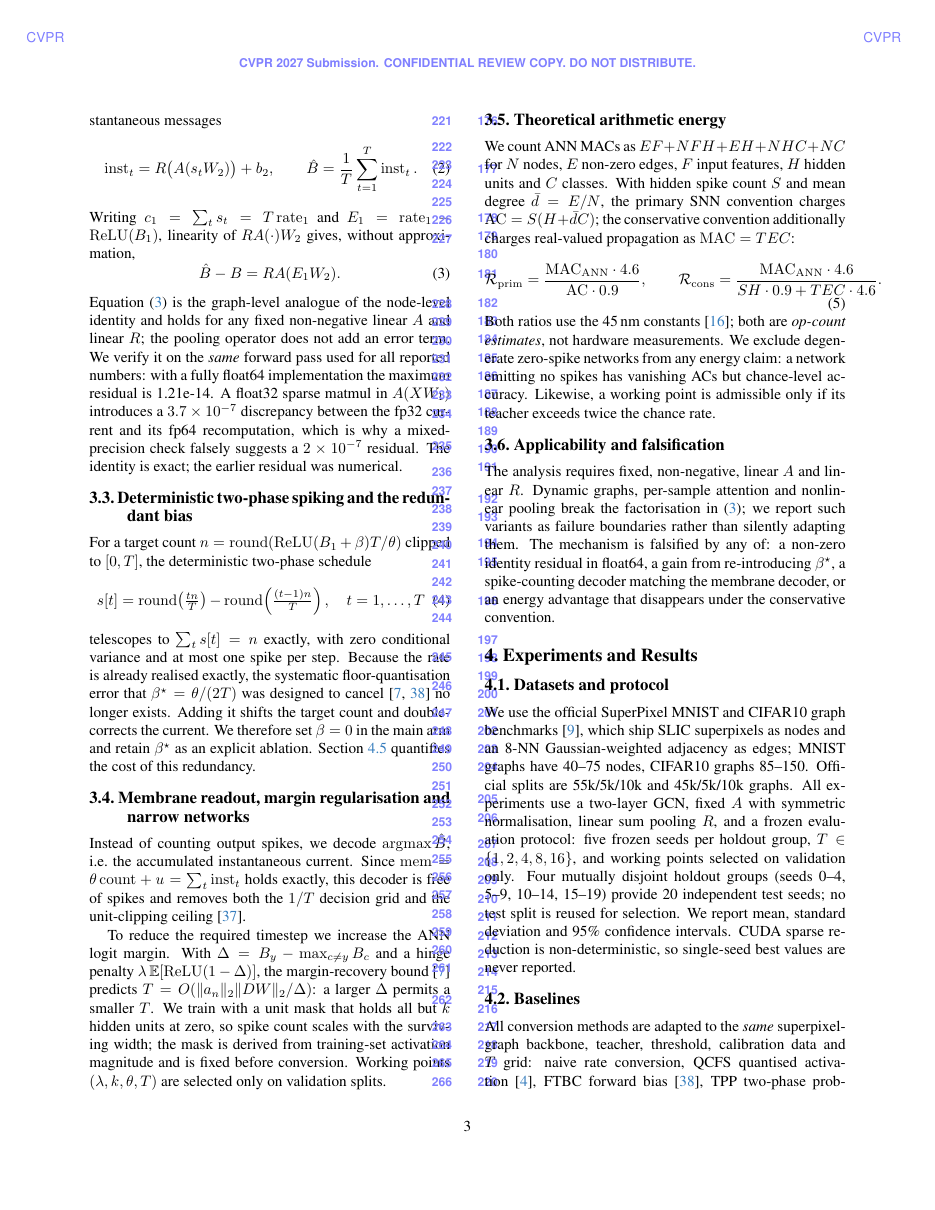 CVPR
CVPR
CVPR 2027 Submission. CONFIDENTIAL REVIEW COPY. DO NOT DISTRIBUTE.
stantaneous messages
inst_t = R(A(s_tW_2)) + b_2, B̂ = 1/T ∑_{t=1}^{T} inst_t . (2)
Writing c_1 = ∑_t s_t = T rate_1 and E_1 = rate_1 −
ReLU(B_1), linearity of RA(·)W_2 gives, without approxi-
mation,
B̂ − B = RA(E_1W_2). (3)
Equation (3) is the graph-level analogue of the node-level
identity and holds for any fixed non-negative linear A and
linear R; the pooling operator does not add an error term.
We verify it on the same forward pass used for all reported
numbers: with a fully float64 implementation the maximum
residual is 1.21e-14. A float32 sparse matmul in A(XW_1)
introduces a 3.7 × 10^{−7} discrepancy between the fp32 cur-
rent and its fp64 recomputation, which is why a mixed-
precision check falsely suggests a 2 × 10^{−7} residual. The
identity is exact; the earlier residual was numerical.
3.3. Deterministic two-phase spiking and the redun-
dant bias
For a target count n = round(ReLU(B_1 + β)T/θ) clipped
to [0, T], the deterministic two-phase schedule
s[t] = round(tn/T) − round((t−1)n/T), t = 1, . . . , T (4)
telescopes to ∑_t s[t] = n exactly, with zero conditional
variance and at most one spike per step. Because the rate
is already realised exactly, the systematic floor-quantisation
error that β⋆ = θ/(2T) was designed to cancel [7, 38] no
longer exists. Adding it shifts the target count and double-
corrects the current. We therefore set β = 0 in the main arm
and retain β⋆ as an explicit ablation. Section 4.5 quantifies
the cost of this redundancy.
3.4. Membrane readout, margin regularisation and
narrow networks
Instead of counting output spikes, we decode argmax B̂,
i.e. the accumulated instantaneous current. Since mem =
θ count + u = ∑_t inst_t holds exactly, this decoder is free
of spikes and removes both the 1/T decision grid and the
unit-clipping ceiling [37].
To reduce the required timestep we increase the ANN
logit margin. With Δ = B_y − max_{c≠y} B_c and a hinge
penalty λ 𝔼[ReLU(1 − Δ)], the margin-recovery bound [7]
predicts T = O(‖a_n‖_2‖DW‖_2/Δ): a larger Δ permits a
smaller T. We train with a unit mask that holds all but k
hidden units at zero, so spike count scales with the surviv-
ing width; the mask is derived from training-set activation
magnitude and is fixed before conversion. Working points
(λ, k, θ, T) are selected only on validation splits.
3.5. Theoretical arithmetic energy
We count ANN MACs as EF+NFH+EH+NHC+NC
for N nodes, E non-zero edges, F input features, H hidden
units and C classes. With hidden spike count S and mean
degree d̄ = E/N, the primary SNN convention charges
AC = S(H+d̄C); the conservative convention additionally
charges real-valued propagation as MAC = TEC:
ℛ_prim = MAC_ANN · 4.6 / AC · 0.9, ℛ_cons = MAC_ANN · 4.6 / SH · 0.9 + TEC · 4.6.
(5)
Both ratios use the 45 nm constants [16]; both are op-count
estimates, not hardware measurements. We exclude degen-
erate zero-spike networks from any energy claim: a network
emitting no spikes has vanishing ACs but chance-level ac-
curacy. Likewise, a working point is admissible only if its
teacher exceeds twice the chance rate.
3.6. Applicability and falsification
The analysis requires fixed, non-negative, linear A and lin-
ear R. Dynamic graphs, per-sample attention and nonlin-
ear pooling break the factorisation in (3); we report such
variants as failure boundaries rather than silently adapting
them. The mechanism is falsified by any of: a non-zero
identity residual in float64, a gain from re-introducing β⋆, a
spike-counting decoder matching the membrane decoder, or
an energy advantage that disappears under the conservative
convention.
4. Experiments and Results
4.1. Datasets and protocol
We use the official SuperPixel MNIST and CIFAR10 graph
benchmarks [9], which ship SLIC superpixels as nodes and
an 8-NN Gaussian-weighted adjacency as edges; MNIST
graphs have 40–75 nodes, CIFAR10 graphs 85–150. Offi-
cial splits are 55k/5k/10k and 45k/5k/10k graphs. All ex-
periments use a two-layer GCN, fixed A with symmetric
normalisation, linear sum pooling R, and a frozen evalu-
ation protocol: five frozen seeds per holdout group, T ∈
{1, 2, 4, 8, 16}, and working points selected on validation
only. Four mutually disjoint holdout groups (seeds 0–4,
5–9, 10–14, 15–19) provide 20 independent test seeds; no
test split is reused for selection. We report mean, standard
deviation and 95% confidence intervals. CUDA sparse re-
duction is non-deterministic, so single-seed best values are
never reported.
4.2. Baselines
All conversion methods are adapted to the same superpixel-
graph backbone, teacher, threshold, calibration data and
T grid: naive rate conversion, QCFS quantised activa-
tion [4], FTBC forward bias [38], TPP two-phase prob-
3